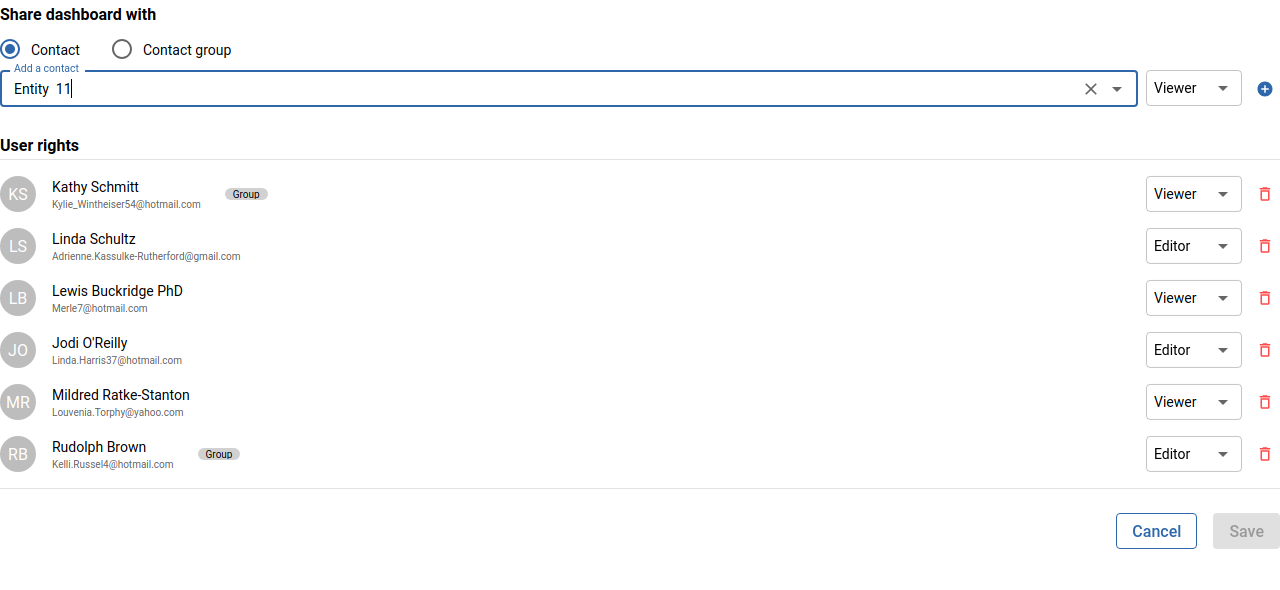 Share dashboard with
Contact Contact group
Add a contact
Entity  11 Viewer
User rights
KS Kathy Schmitt Group Viewer
Kylie_Wintheiser54@hotmail.com
LS Linda Schultz Editor
Adrienne.Kassulke-Rutherford@gmail.com
LB Lewis Buckridge PhD Viewer
Merle7@hotmail.com
JO Jodi O'Reilly Editor
Linda.Harris37@hotmail.com
MR Mildred Ratke-Stanton Viewer
Louvenia.Torphy@yahoo.com
RB Rudolph Brown Group Editor
Kelli.Russel4@hotmail.com
Cancel Save